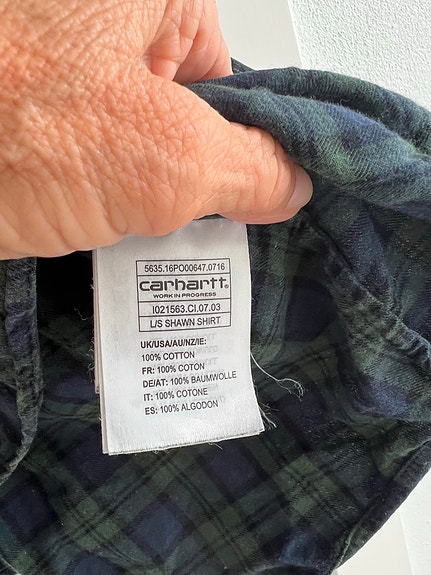 5635.16PO00647.0716
carhartt®
WORK IN PROGRESS
I021563.CI.07.03
L/S SHAWN SHIRT
UK/USA/AU/NZ/IE:
100% COTTON
FR: 100% COTON
DE/AT: 100% BAUMWOLLE
IT: 100% COTONE
ES: 100% ALGODON